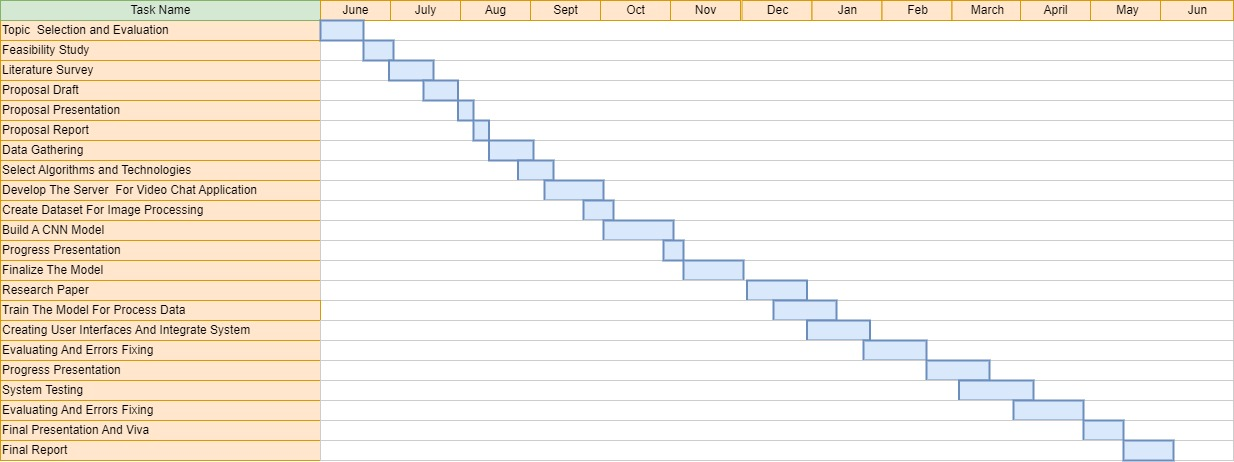 Task Name June July Aug Sept Oct Nov Dec Jan Feb March April May Jun
Topic  Selection and Evaluation
Feasibility Study
Literature Survey
Proposal Draft
Proposal Presentation
Proposal Report
Data Gathering
Select Algorithms and Technologies
Develop The Server  For Video Chat Application
Create Dataset For Image Processing
Build A CNN Model
Progress Presentation
Finalize The Model
Research Paper
Train The Model For Process Data
Creating User Interfaces And Integrate System
Evaluating And Errors Fixing
Progress Presentation
System Testing
Evaluating And Errors Fixing
Final Presentation And Viva
Final Report